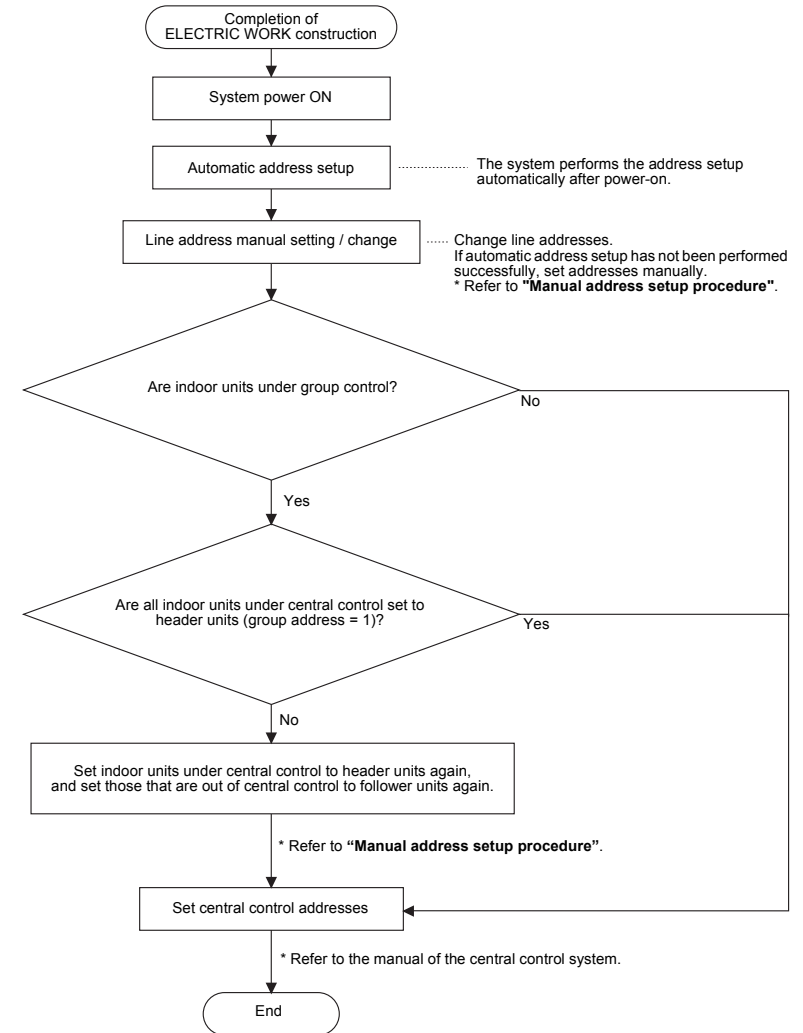 Completion of
ELECTRIC WORK construction
System power ON
Automatic address setup
The system performs the address setup
automatically after power-on.
Line address manual setting / change
Change line addresses.
If automatic address setup has not been performed
successfully, set addresses manually.
* Refer to "Manual address setup procedure".
Are indoor units under group control?
No
Yes
Are all indoor units under central control set to
header units (group address = 1)?
Yes
No
Set indoor units under central control to header units again,
and set those that are out of central control to follower units again.
* Refer to “Manual address setup procedure”.
Set central control addresses
* Refer to the manual of the central control system.
End